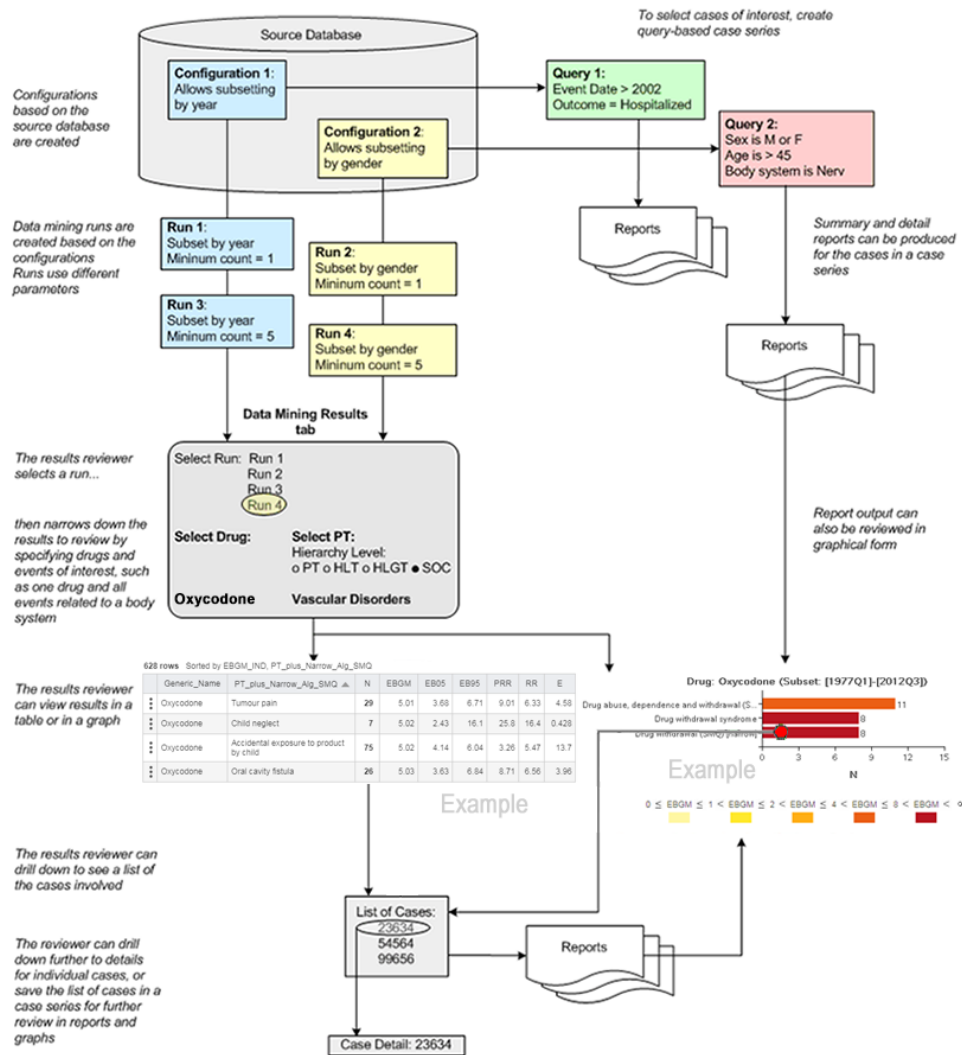 To select cases of interest, create
query-based case series
Source Database
Configuration 1:
Allows subsetting
by year
Query 1:
Event Date > 2002
Outcome = Hospitalized
Configurations
based on the
source database
are created
Configuration 2:
Allows subsetting
by gender
Query 2:
Sex is M or F
Age is > 45
Body system is Nerv
Data mining runs are
created based on the
configurations
Runs use different
parameters
Run 1:
Subset by year
Mininum count = 1
Run 2:
Subset by gender
Mininum count = 1
Reports
Summary and detail
reports can be produced
for the cases in a case
series
Run 3:
Subset by year
Mininum count = 5
Run 4:
Subset by gender
Mininum count = 5
Reports
Data Mining Results
tab
The results reviewer
selects a run...
Select Run: Run 1
Run 2
Run 3
Run 4
then narrows down the
results to review by
specifying drugs and
events of interest, such
as one drug and all
events related to a body
system
Select Drug:
Select PT:
Hierarchy Level:
PT HLT HLGT SOC
Oxycodone
Vascular Disorders
Report output can
also be reviewed in
graphical form
The results reviewer
can view results in a
table or in a graph
628 rows Sorted by EBGM_IND, PT_plus_Narrow_Alg_SMQ
Generic_Name PT_plus_Narrow_Alg_SMQ N EBGM EB05 EB95 PRR RR E
Oxycodone Tumour pain 29 5.01 3.68 6.71 9.01 6.33 4.58
Oxycodone Child neglect 7 5.02 2.43 16.1 25.8 16.4 0.428
Oxycodone Accidental exposure to product
by child 75 5.02 4.14 6.04 3.26 5.47 13.7
Oxycodone Oral cavity fistula 26 5.03 3.63 6.84 8.71 6.56 3.96
Example
Drug: Oxycodone (Subset: [1977Q1]-[2012Q3])
Drug abuse, dependence and withdrawal (S... 11
Drug withdrawal syndrome 8
Drug withdrawal (SMQ) [narrow] 8
0 3 6 9 12 15
N
Example
0 ≤ EBGM ≤ 1 < EBGM ≤ 2 < EBGM ≤ 4 < EBGM ≤ 8 < EBGM < ∞
The results reviewer can
drill down to see a list of
the cases involved
List of Cases:
23634
54564
99656
Reports
The reviewer can drill
down further to details
for individual cases, or
save the list of cases in a
case series for further
review in reports and
graphs
Case Detail: 23634